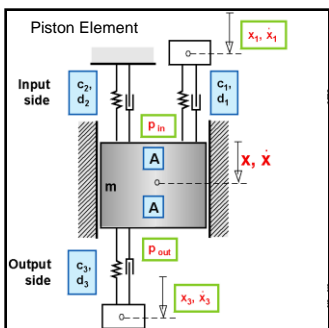 Piston Element
x₁, ẋ₁
Input side
c₂, d₂
c₁, d₁
p in
A
m
x, ẋ
A
p out
Output side
c₃, d₃
x₃, ẋ₃